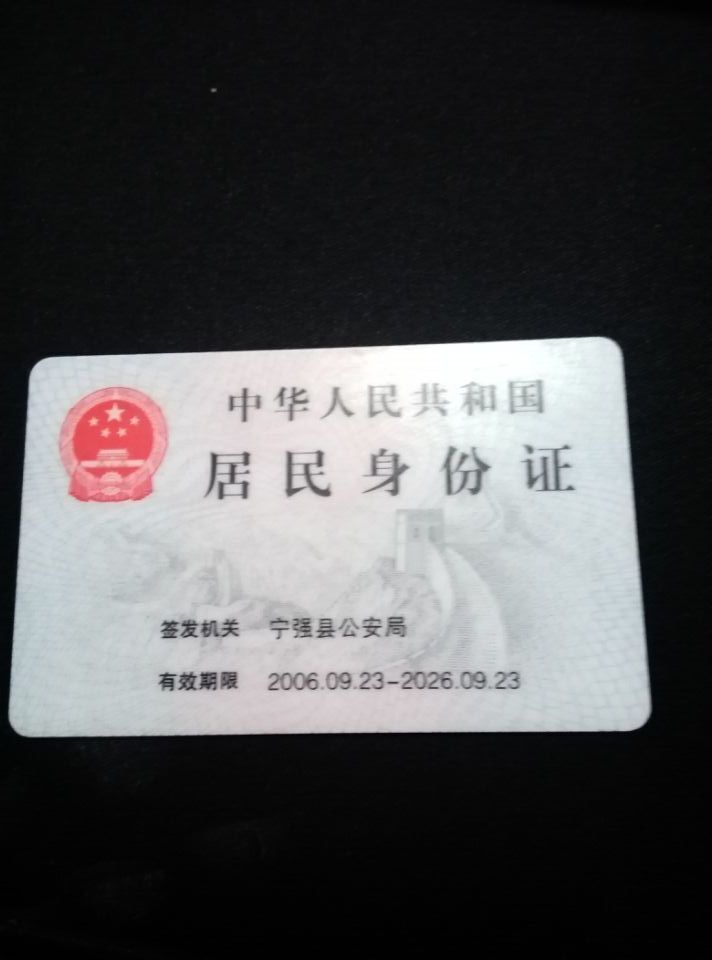 中华人民共和国
居民身份证
签发机关 宁强县公安局
有效期限 2006.09.23-2026.09.23